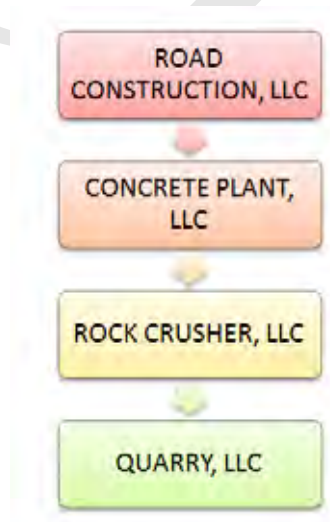 ROAD
CONSTRUCTION, LLC
CONCRETE PLANT,
LLC
ROCK CRUSHER, LLC
QUARRY, LLC